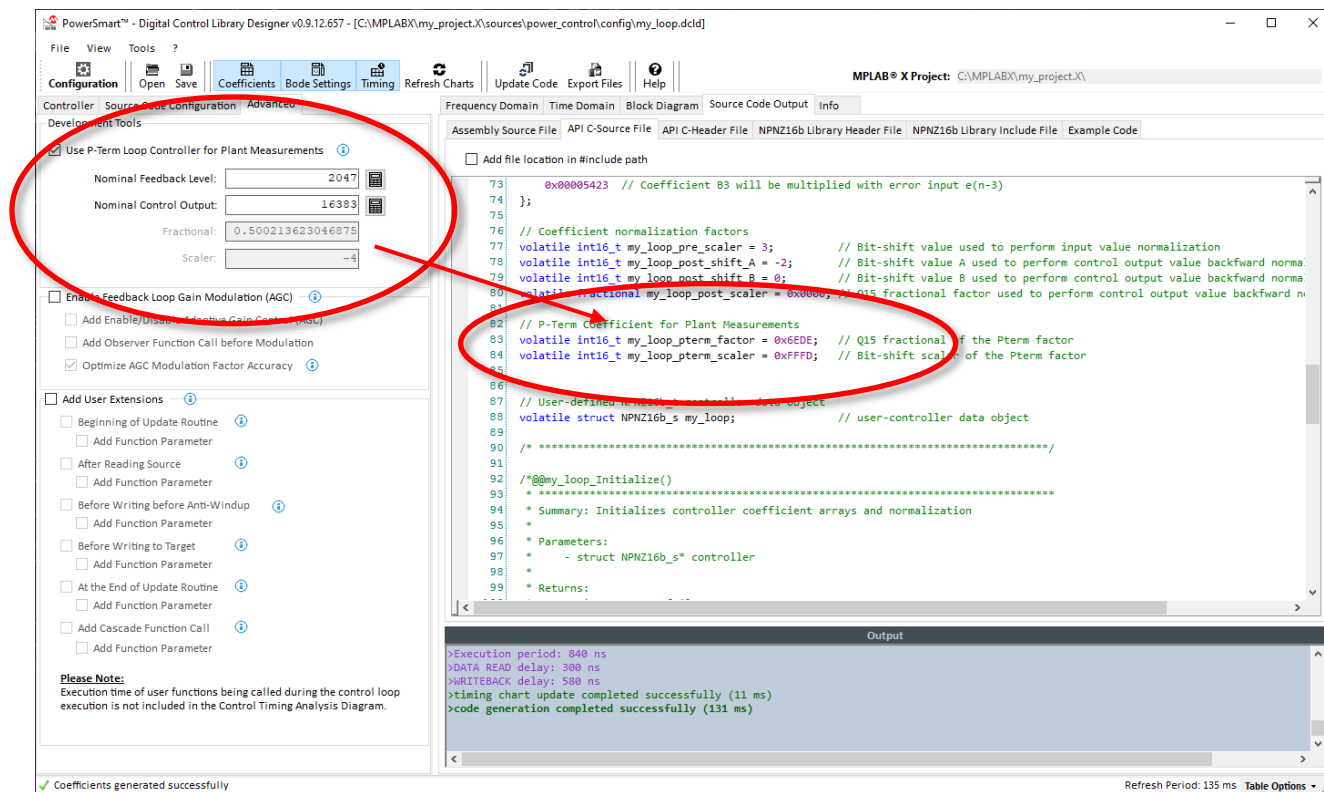 PowerSmart™ - Digital Control Library Designer v0.9.12.657 - [C:\MPLABX\my_project.X\sources\power_control\config\my_loop.dcld]
File View Tools ?
Configuration Open Save Coefficients Bode Settings Timing Refresh Charts Update Code Export Files Help MPLAB® X Project: C:\MPLABX\my_project.X\
Controller Source Code Configuration Advanced
Development Tools
Use P-Term Loop Controller for Plant Measurements
Nominal Feedback Level: 2047
Nominal Control Output: 16383
Fractional: 0.500213623046875
Scaler: -4
Enable Feedback Loop Gain Modulation (AGC)
Add Enable/Disable Adaptive Gain Control (AGC)
Add Observer Function Call before Modulation
Optimize AGC Modulation Factor Accuracy
Add User Extensions
Beginning of Update Routine
Add Function Parameter
After Reading Source
Add Function Parameter
Before Writing before Anti-Windup
Add Function Parameter
Before Writing to Target
Add Function Parameter
At the End of Update Routine
Add Function Parameter
Add Cascade Function Call
Add Function Parameter
Please Note:
Execution time of user functions being called during the control loop
execution is not included in the Control Timing Analysis Diagram.
Frequency Domain Time Domain Block Diagram Source Code Output Info
Assembly Source File API C-Source File API C-Header File NPNZ16b Library Header File NPNZ16b Library Include File Example Code
Add file location in #include path
73 0x00005423 // Coefficient B3 will be multiplied with error input e(n-3)
74 };
75
76 // Coefficient normalization factors
77 volatile int16_t my_loop_pre_scaler = 3; // Bit-shift value used to perform input value normalization
78 volatile int16_t my_loop_post_shift_A = -2; // Bit-shift value A used to perform control output value backfward norma
79 volatile int16_t my_loop_post_shift_B = 0; // Bit-shift value B used to perform control output value backfward norma
80 volatile fractional my_loop_post_scaler = 0x0000; // Q15 fractional factor used to perform control output value backfward n
81
82 // P-Term Coefficient for Plant Measurements
83 volatile int16_t my_loop_pterm_factor = 0x6EDE; // Q15 fractional of the Pterm factor
84 volatile int16_t my_loop_pterm_scaler = 0xFFFD; // Bit-shift scaler of the Pterm factor
85
86
87 // User-defined NPNZ16b_t controller data object
88 volatile struct NPNZ16b_s my_loop; // user-controller data object
89
90 /* ********************************************************************************/
91
92 /*@@my_loop_Initialize()
93 * ********************************************************************************
94 * Summary: Initializes controller coefficient arrays and normalization
95 *
96 * Parameters:
97 * - struct NPNZ16b_s* controller
98 *
99 * Returns:
Output
>Execution period: 840 ns
>DATA READ delay: 300 ns
>WRITEBACK delay: 580 ns
>timing chart update completed successfully (11 ms)
>code generation completed successfully (131 ms)
Coefficients generated successfully
Refresh Period: 135 ms Table Options